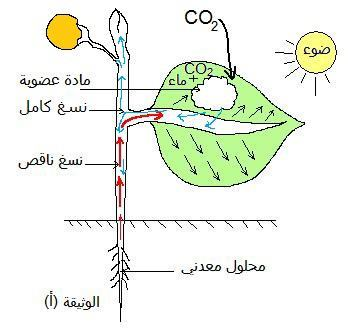 CO2
ضوء
CO2
+ماء
مادة عضوية
نسغ كامل
نسغ ناقص
محلول معدني
الوثيقة (أ)